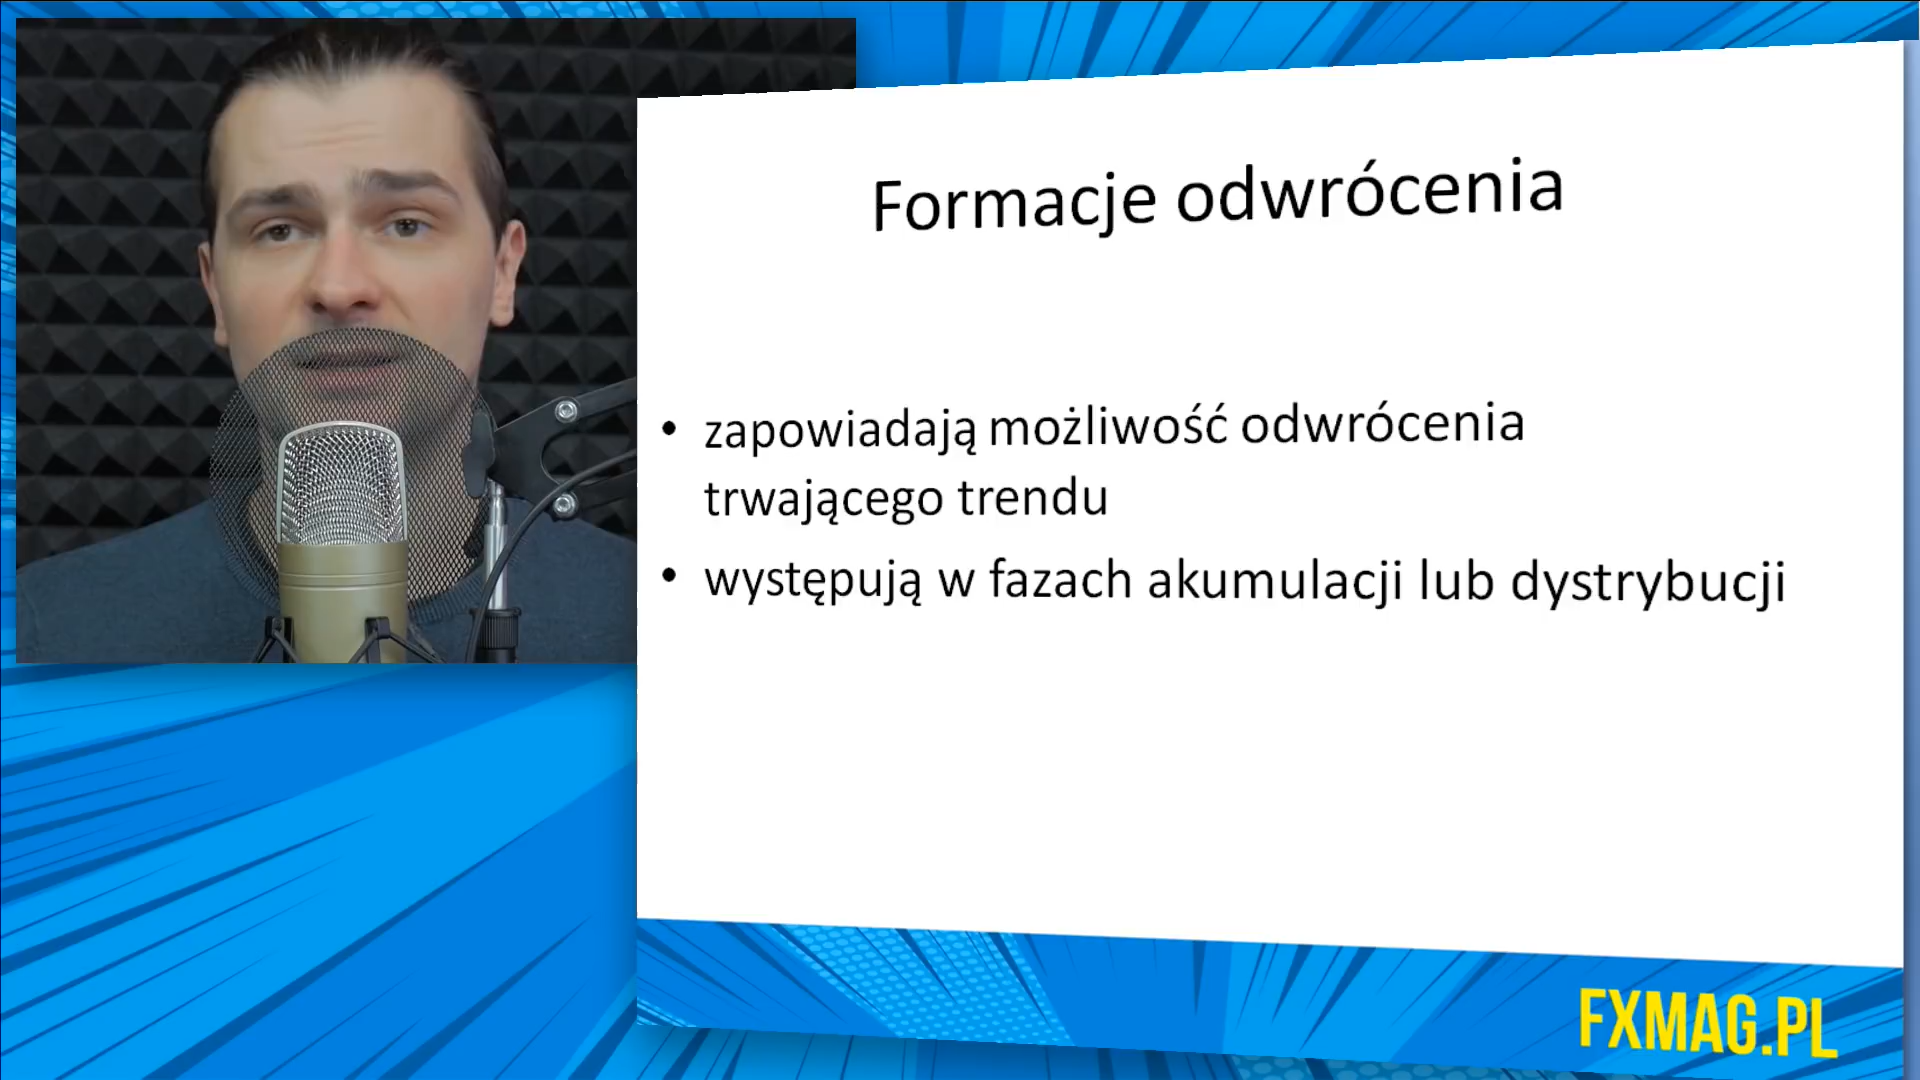 Formacje odwrócenia
• zapowiadają możliwość odwrócenia
trwającego trendu
• występują w fazach akumulacji lub dystrybucji
FXMAG.PL